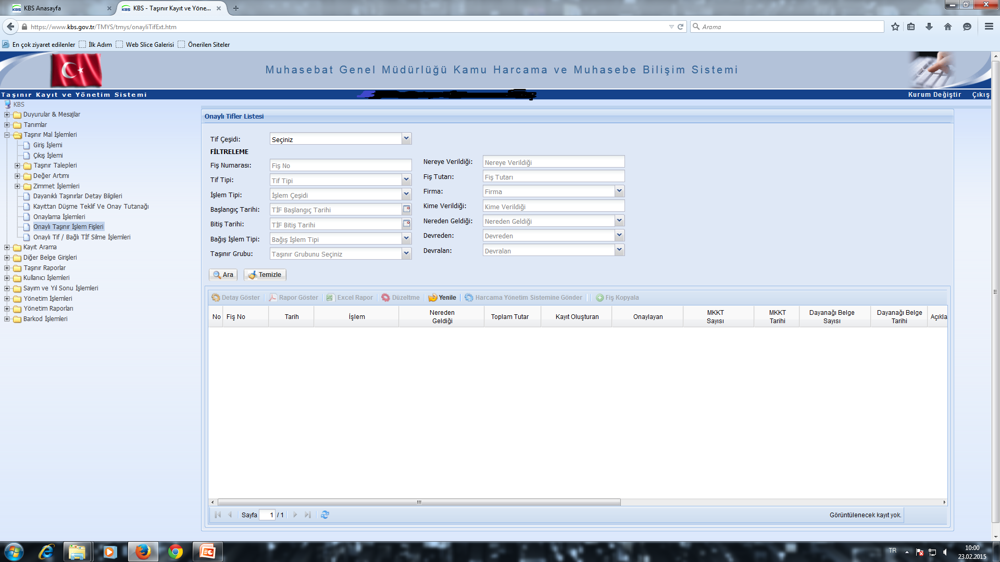 KBS Anasayfa
KBS - Taşınır Kayıt ve Yöne...
https://www.kbs.gov.tr/TMYS/tmys/onayliTifExt.htm
Arama
En çok ziyaret edilenler
İlk Adım
Web Slice Galerisi
Önerilen Siteler
Muhasebat Genel Müdürlüğü Kamu Harcama ve Muhasebe Bilişim Sistemi
Taşınır Kayıt ve Yönetim Sistemi
Kurum Değiştir
Çıkış
KBS
Duyurular & Mesajlar
Tanımlar
Taşınır Mal İşlemleri
Giriş İşlemi
Çıkış İşlemi
Taşınır Talepleri
Değer Artımı
Zimmet İşlemleri
Dayanıklı Taşınırlar Detay Bilgileri
Kayıttan Düşme Teklif Ve Onay Tutanağı
Onaylama İşlemleri
Onaylı Taşınır İşlem Fişleri
Onaylı Tif / Bağlı TİF Silme İşlemleri
Kayıt Arama
Diğer Belge Girişleri
Taşınır Raporlar
Kullanıcı İşlemleri
Sayım ve Yıl Sonu İşlemleri
Yönetim İşlemleri
Yönetim Raporları
Barkod İşlemleri
Onaylı Tifler Listesi
Tif Çeşidi:
Seçiniz
FİLTRELEME
Fiş Numarası:
Fiş No
Tif Tipi:
Tif Tipi
İşlem Tipi:
İşlem Çeşidi
Başlangıç Tarihi:
TİF Başlangıç Tarihi
Bitiş Tarihi:
TİF Bitiş Tarihi
Bağış İşlem Tipi:
Bağış İşlem Tipi
Taşınır Grubu:
Taşınır Grubunu Seçiniz
Nereye Verildiği:
Nereye Verildiği
Fiş Tutarı:
Fiş Tutarı
Firma:
Firma
Kime Verildiği:
Kime Verildiği
Nereden Geldiği:
Nereden Geldiği
Devreden:
Devreden
Devralan:
Devralan
Ara
Temizle
Detay Göster
Rapor Göster
Excel Rapor
Düzeltme
Yenile
Harcama Yönetim Sistemine Gönder
Fiş Kopyala
No
Fiş No
Tarih
İşlem
Nereden
Geldiği
Toplam Tutar
Kayıt Oluşturan
Onaylayan
MKKT
Sayısı
MKKT
Tarihi
Dayanağı Belge
Sayısı
Dayanağı Belge
Tarihi
Açıkla
Sayfa 1 / 1
Görüntülenecek kayıt yok.
TR
10:00
23.02.2015